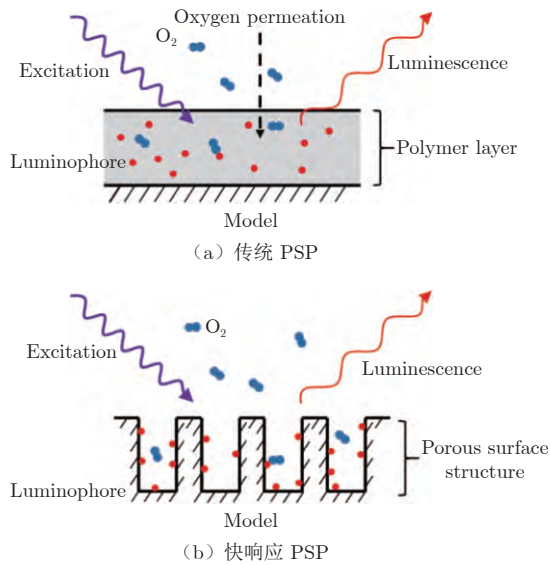 Oxygen permeation
O₂
Excitation
Luminescence
Luminophore
Polymer layer
Model
（a）传统 PSP
O₂
Excitation
Luminescence
Porous surface
structure
Luminophore
Model
（b）快响应 PSP